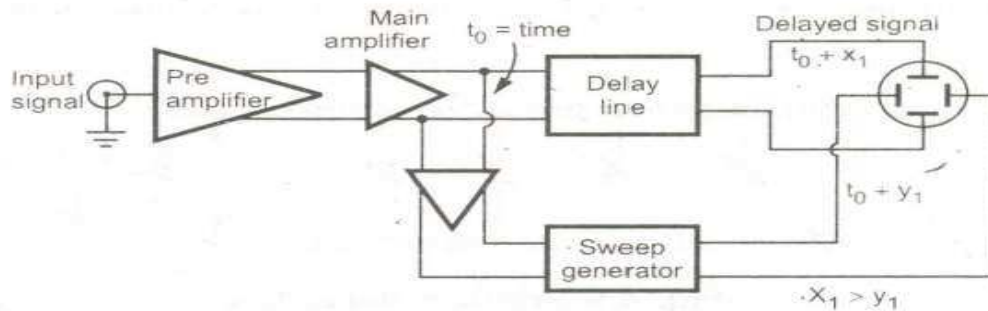 Main
amplifier
t₀ = time
Delayed signal
t₀ + x₁
Input
signal
Pre
amplifier
Delay
line
t₀ + y₁
Sweep
generator
X₁ > y₁